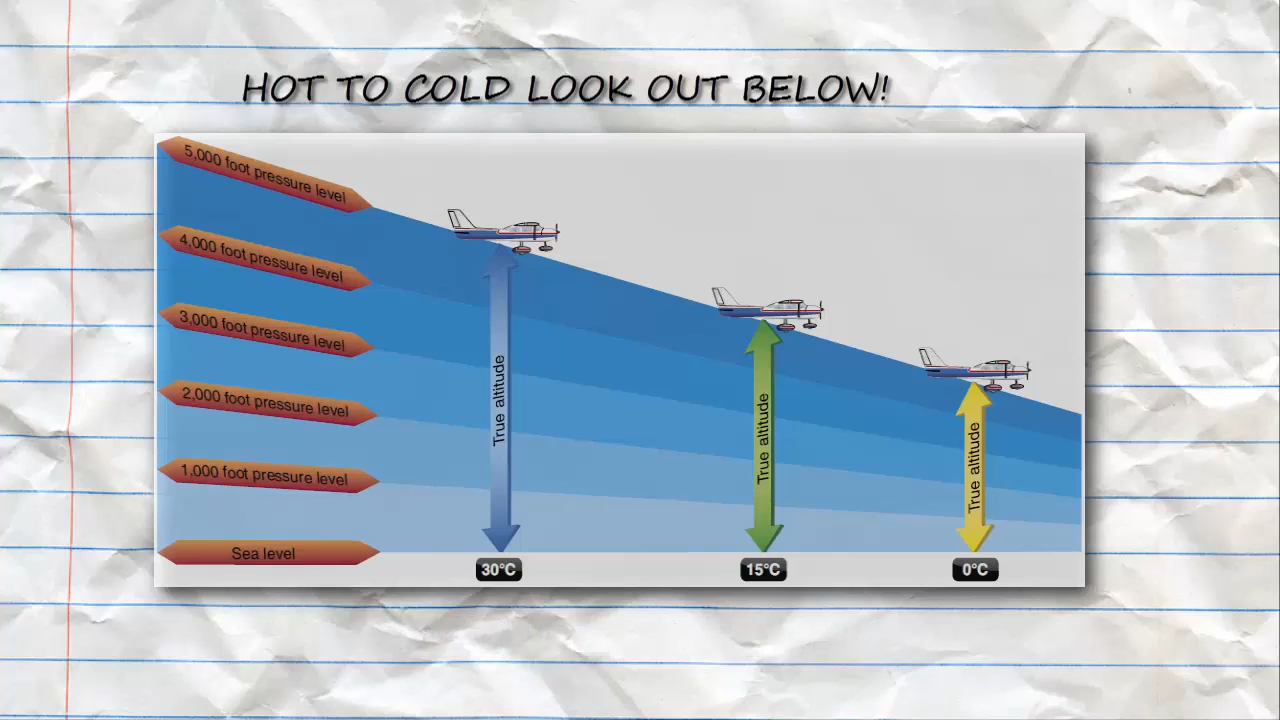 HOT TO COLD LOOK OUT BELOW!
5,000 foot pressure level
4,000 foot pressure level
3,000 foot pressure level
2,000 foot pressure level
1,000 foot pressure level
Sea level
True altitude
True altitude
True altitude
30°C
15°C
0°C